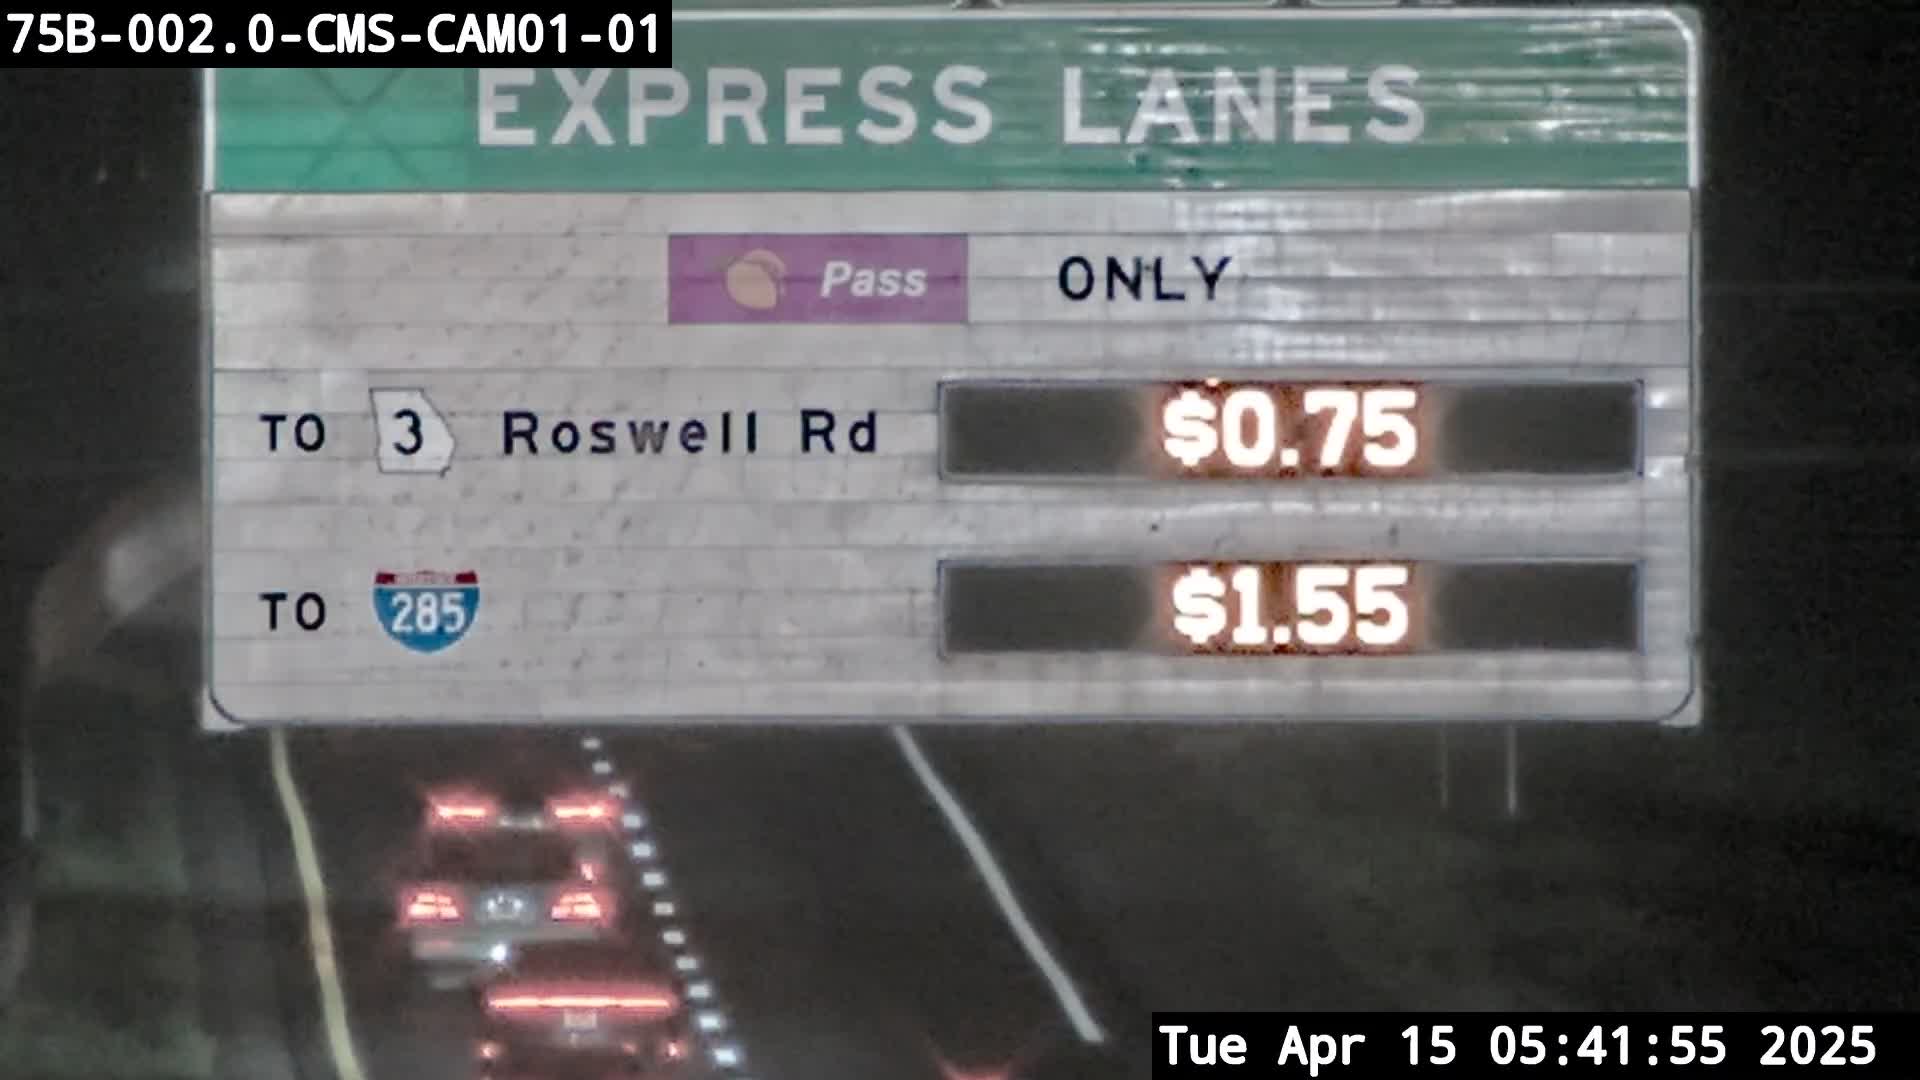 75B-002.0-CMS-CAM01-01
EXPRESS LANES
Pass ONLY
TO 3 Roswell Rd $0.75
TO 285 $1.55
Tue Apr 15 05:41:55 2025